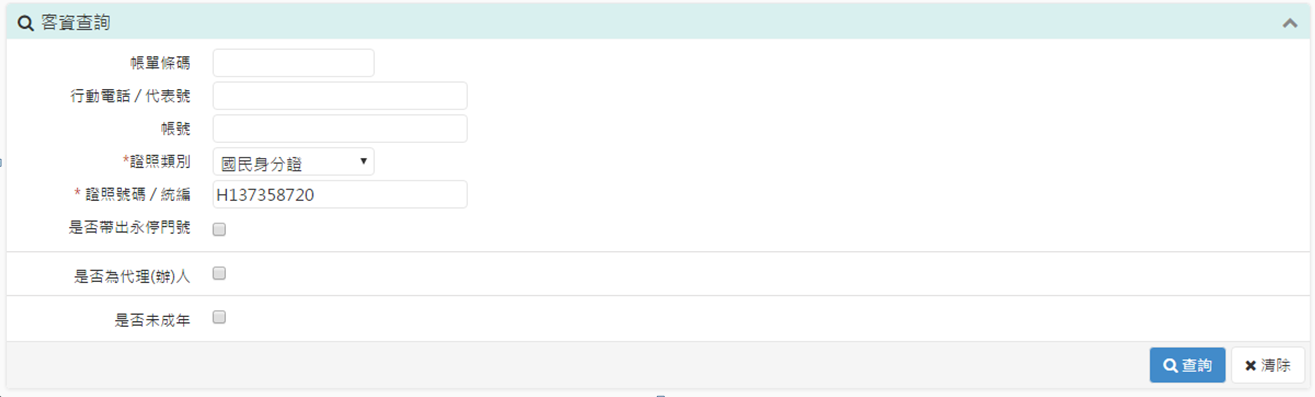 客資查詢
帳單條碼
行動電話 / 代表號
帳號
*證照類別 國民身分證
* 證照號碼 / 統編 H137358720
是否帶出永停門號
是否為代理(辦)人
是否未成年
查詢 清除